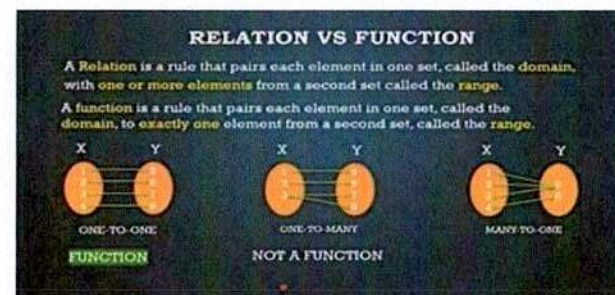 RELATION VS FUNCTION
A Relation is a rule that pairs each element in one set, called the domain,
with one or more elements from a second set called the range.
A function is a rule that pairs each element in one set, called the
domain, to exactly one element from a second set, called the range.
X Y X Y X Y
ONE-TO-ONE ONE-TO-MANY MANY-TO-ONE
FUNCTION NOT A FUNCTION